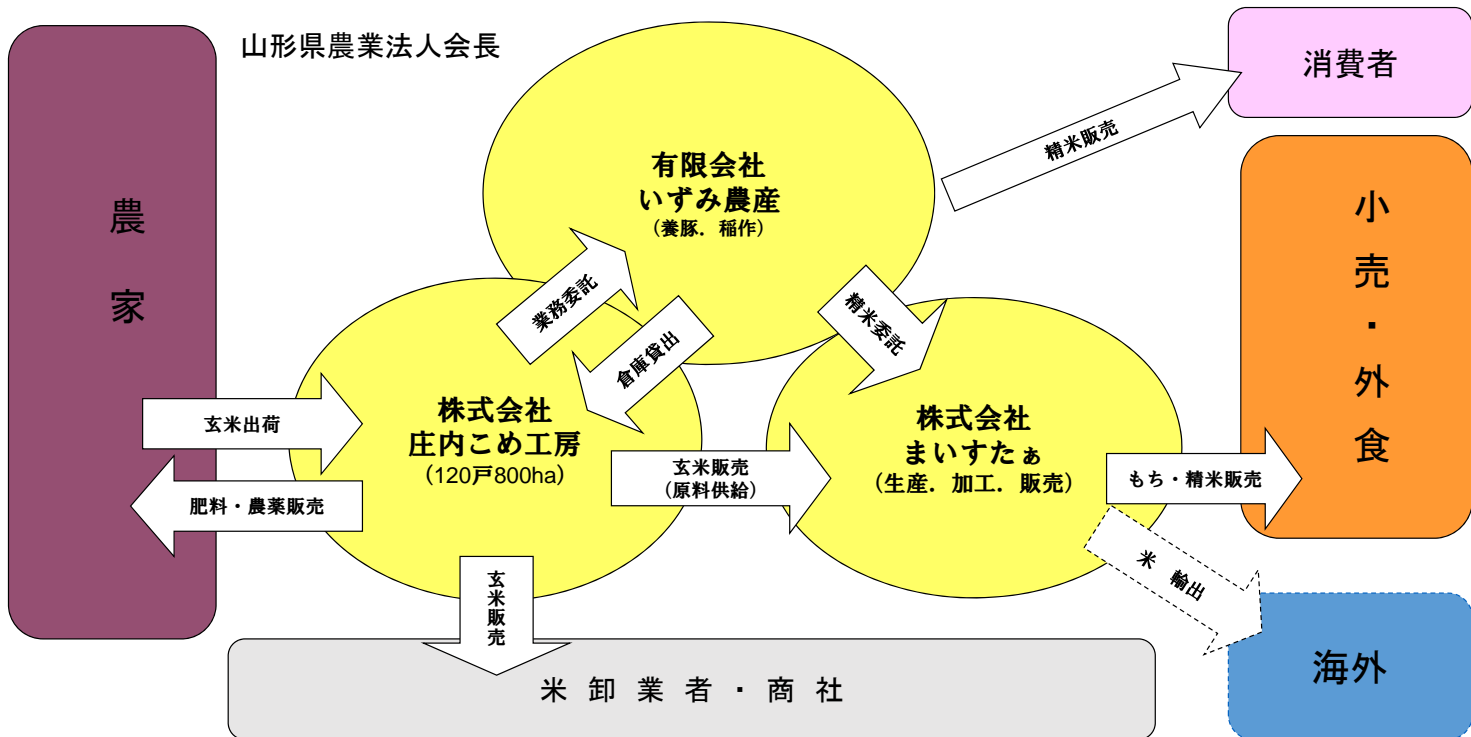 山形県農業法人会長
農家
有限会社
いずみ農産
（養豚．稲作）
消費者
精米販売
小売・外食
業務委託
倉庫貸出
精米委託
玄米出荷
肥料・農薬販売
株式会社
庄内こめ工房
（120戸800ha）
玄米販売
（原料供給）
株式会社
まいすたぁ
（生産．加工．販売）
もち・精米販売
米　輸出
玄米販売
米卸業者・商社
海外